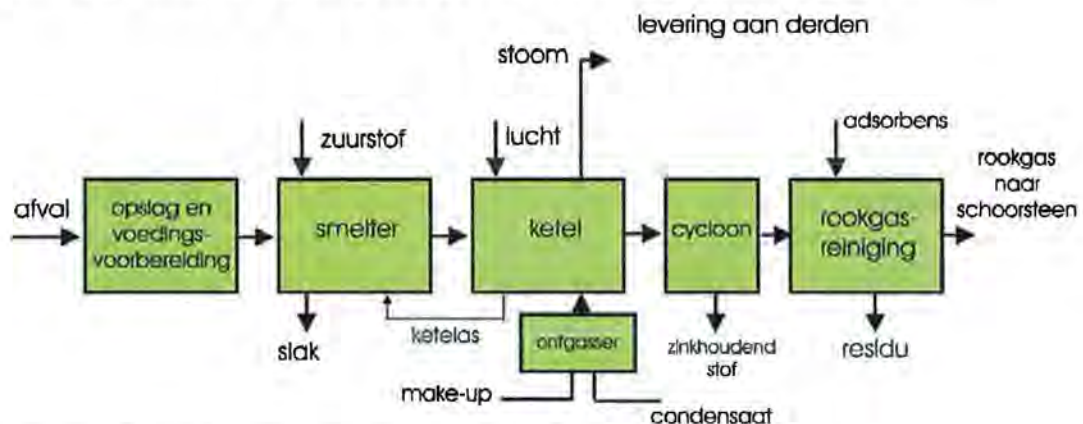 levering aan derden
stoom
zuurstof
lucht
adsorbens
rookgas
naar
schoorsteen
afval
opslag en
voedings-
voorbereiding
smelter
ketel
cycloon
rookgas-
reiniging
slak
ketelas
ontgasser
zinkhoudend
stof
residu
make-up
condensaat